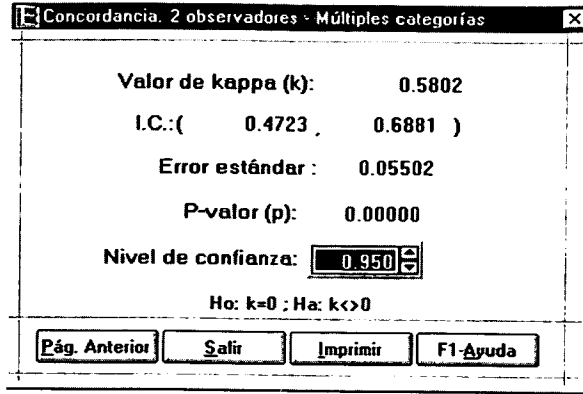 Concordancia. 2 observadores - Múltiples categorías
Valor de kappa (k): 0.5802
I.C.:( 0.4723 , 0.6881 )
Error estándar : 0.05502
P-valor (p): 0.00000
Nivel de confianza: 0.950
Ho: k=0 ; Ha: k<>0
Pág. Anterior Salir Imprimir F1-Ayuda